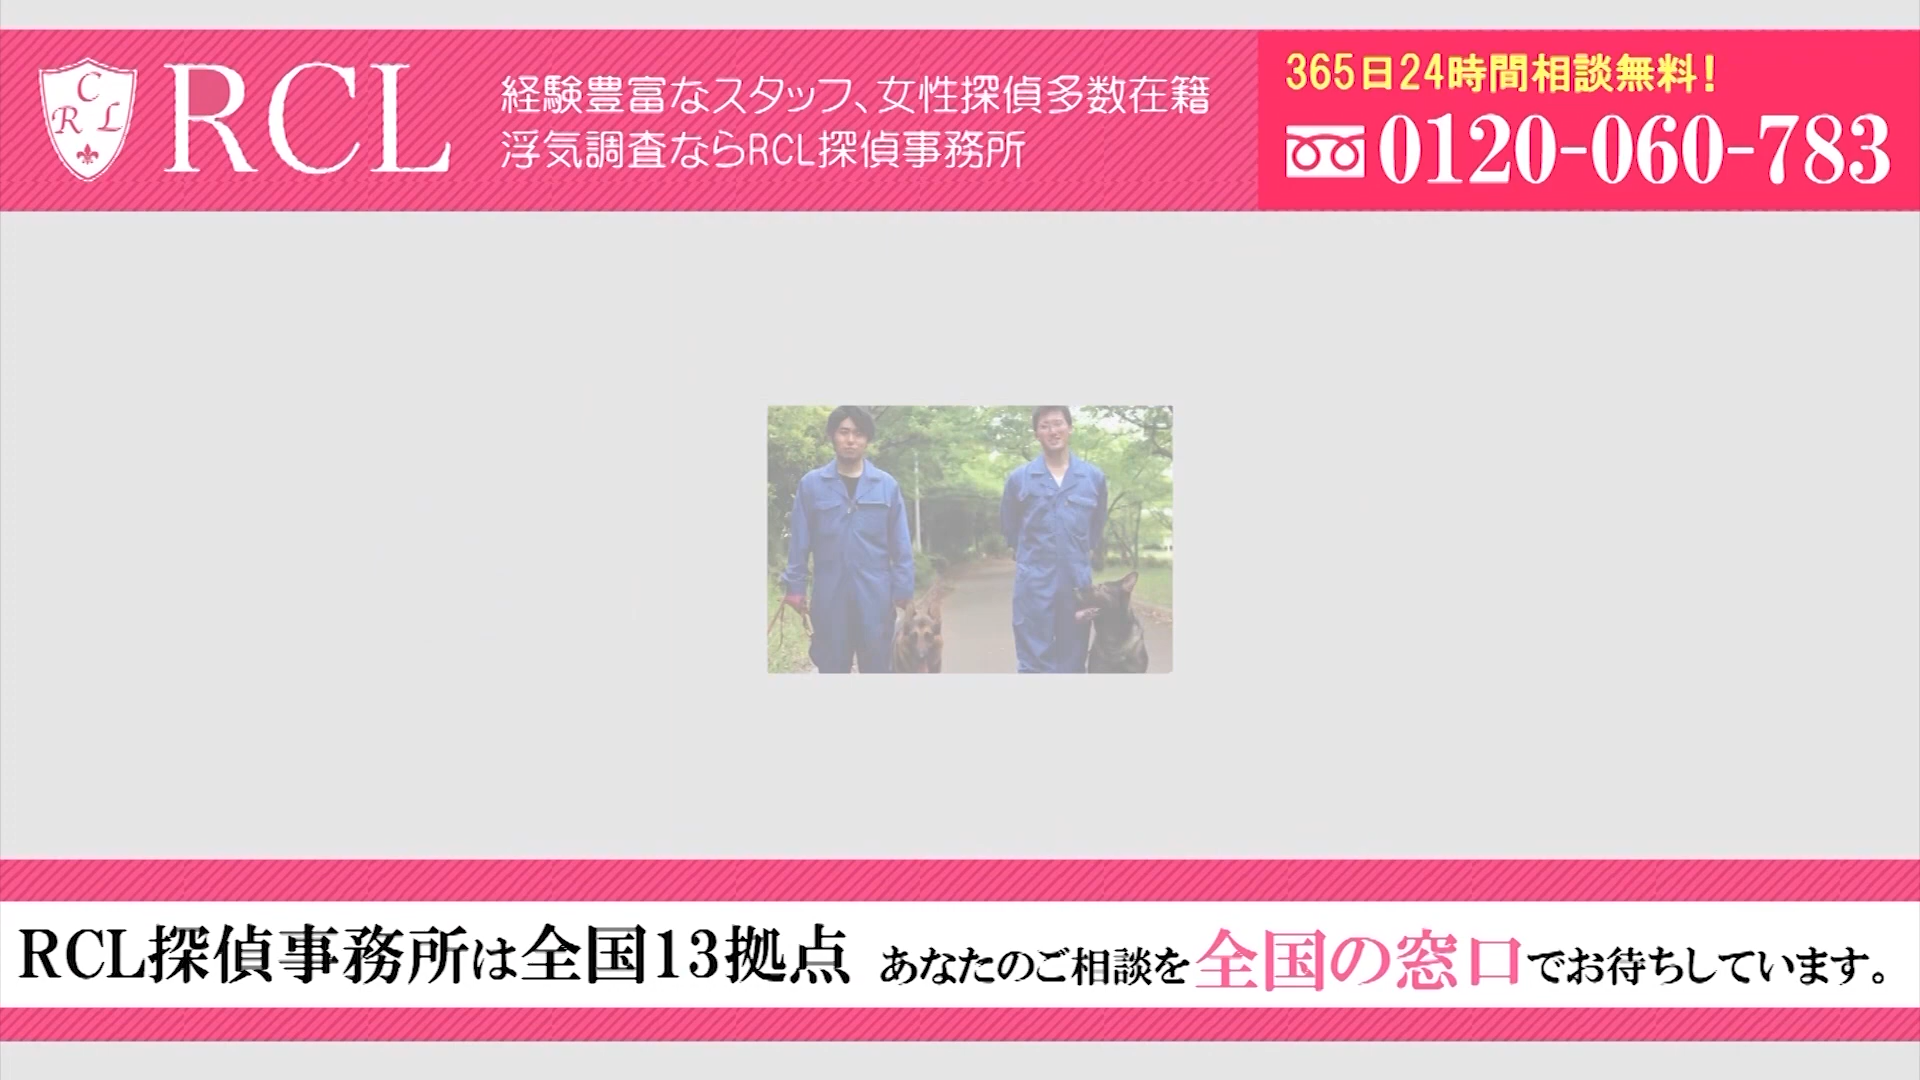 C
R L
RCL
経験豊富なスタッフ、女性探偵多数在籍
浮気調査ならRCL探偵事務所
365日24時間相談無料!
0120-060-783
RCL探偵事務所は全国13拠点 あなたのご相談を全国の窓口でお待ちしています。